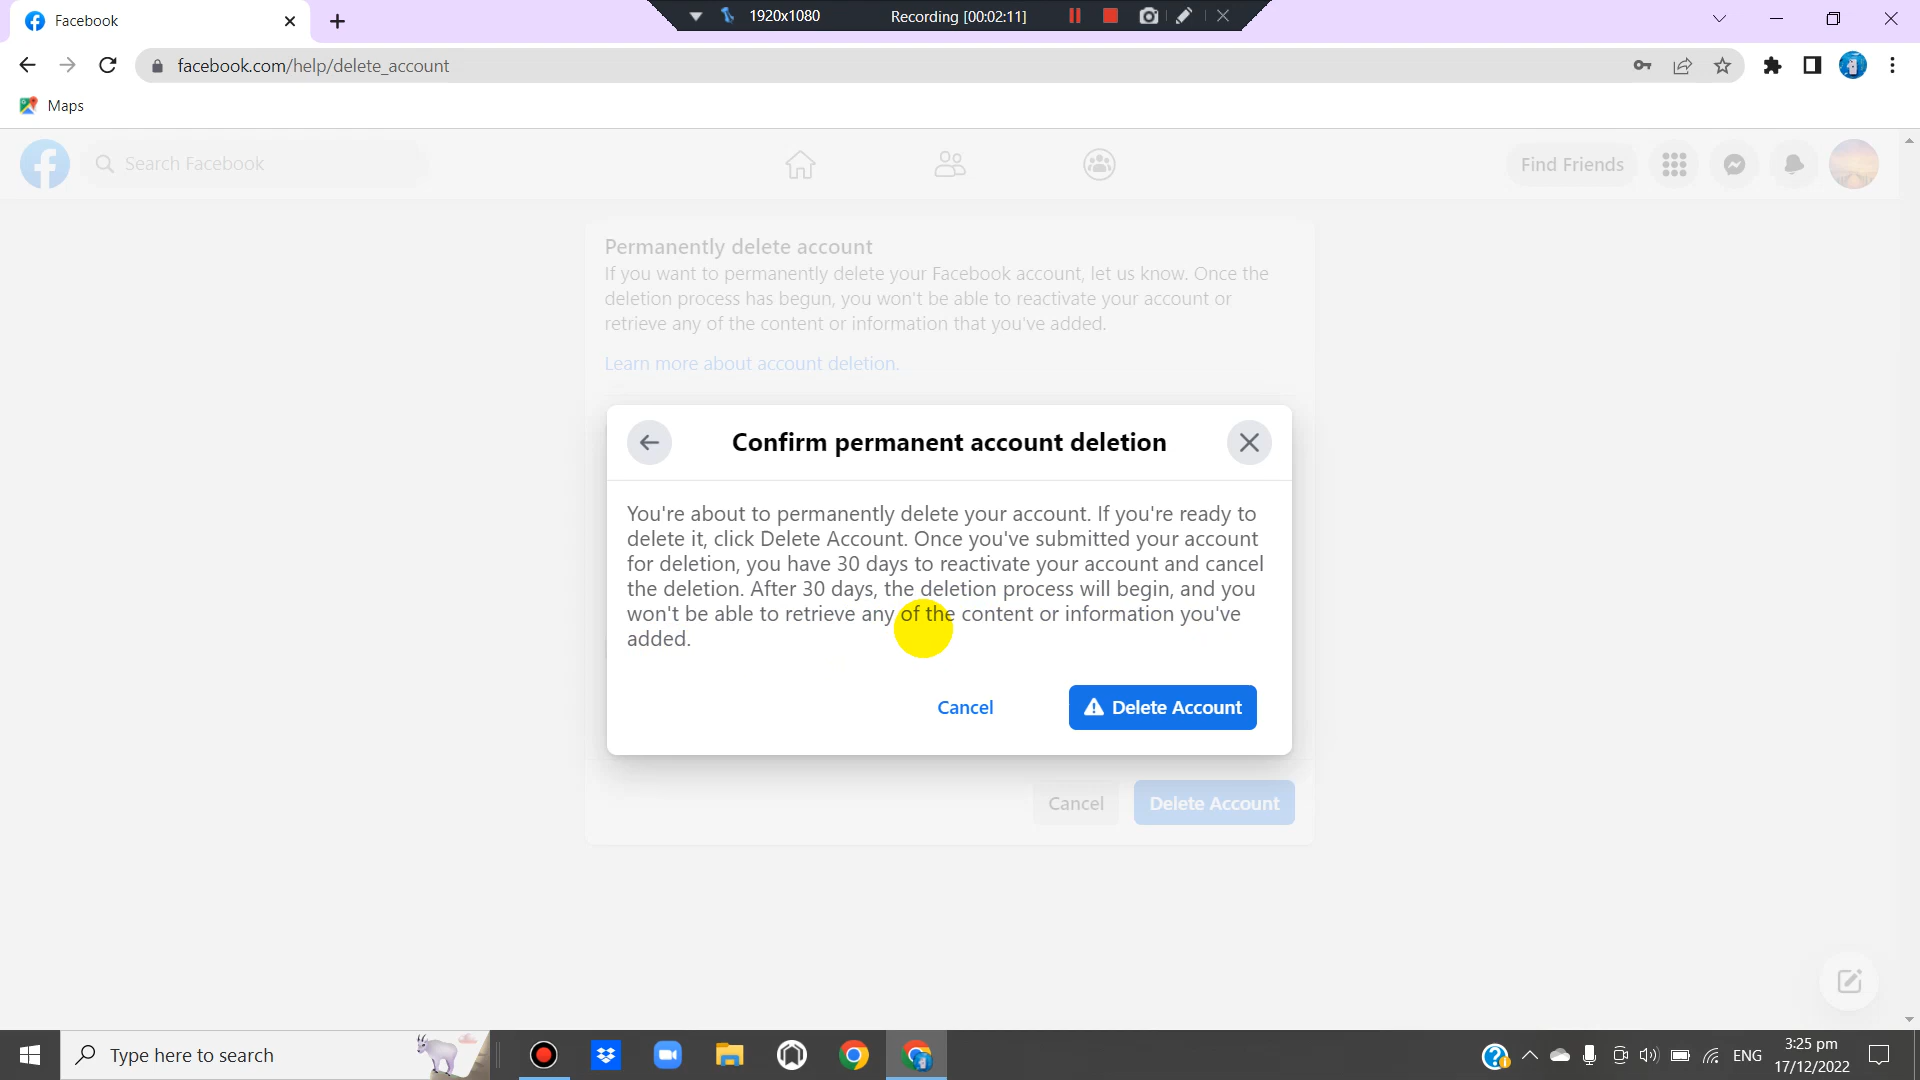 Facebook
1920x1080
Recording [00:02:11]
facebook.com/help/delete_account
Maps
Search Facebook
Find Friends
Permanently delete account
If you want to permanently delete your Facebook account, let us know. Once the
deletion process has begun, you won't be able to reactivate your account or
retrieve any of the content or information that you've added.
Learn more about account deletion.
Confirm permanent account deletion
You're about to permanently delete your account. If you're ready to
delete it, click Delete Account. Once you've submitted your account
for deletion, you have 30 days to reactivate your account and cancel
the deletion. After 30 days, the deletion process will begin, and you
won't be able to retrieve any of the content or information you've
added.
Cancel
Delete Account
Cancel
Delete Account
Type here to search
ENG
3:25 pm
17/12/2022